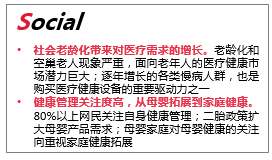 Social
• 社会老龄化带来对医疗需求的增长。老龄化和
空巢老人现象严重，面向老年人的医疗健康市
场潜力巨大；逐年增长的各类慢病人群，也是
购买医疗健康设备的重要驱动力之一
• 健康管理关注度高，从母婴拓展到家庭健康。
80%以上网民关注自身健康管理；二胎政策扩
大母婴产品需求；母婴家庭对母婴健康的关注
向重视家庭健康拓展